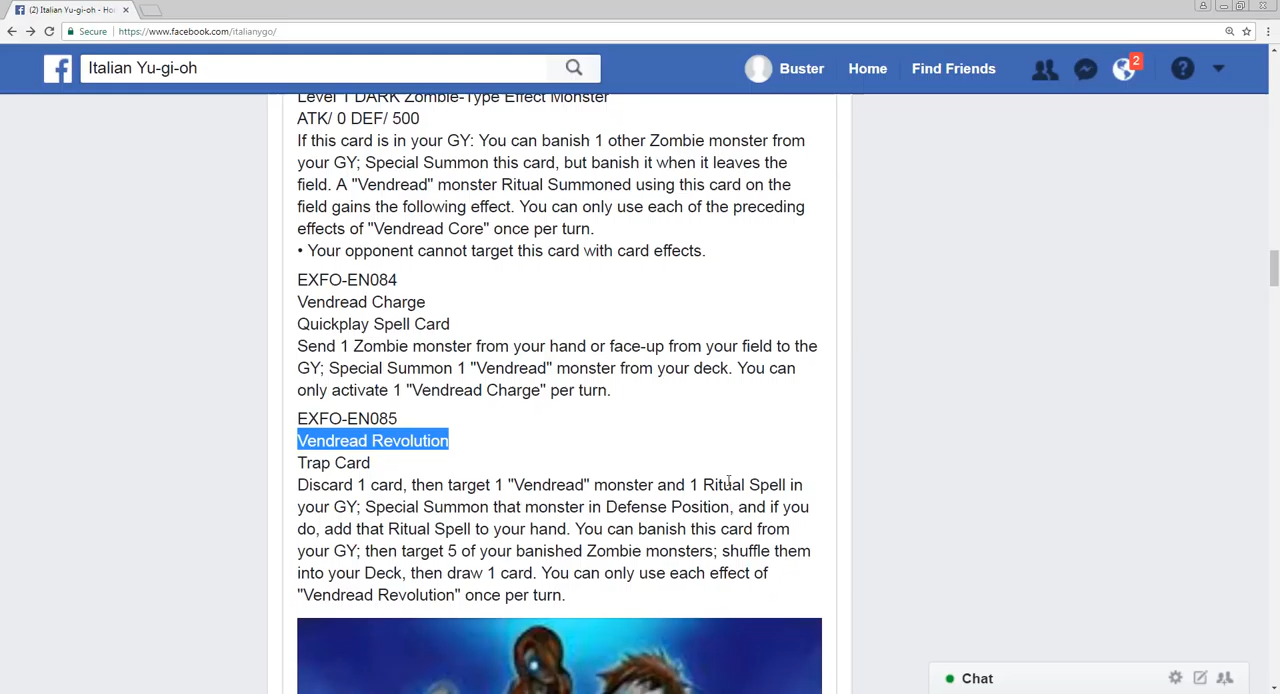 (2) Italian Yu-gi-oh - Ho
Secure
https://www.facebook.com/italianygo/
Italian Yu-gi-oh
Buster
Home
Find Friends
2
Level 1 DARK Zombie-Type Effect Monster
ATK/ 0 DEF/ 500
If this card is in your GY: You can banish 1 other Zombie monster from
your GY; Special Summon this card, but banish it when it leaves the
field. A "Vendread" monster Ritual Summoned using this card on the
field gains the following effect. You can only use each of the preceding
effects of "Vendread Core" once per turn.
• Your opponent cannot target this card with card effects.
EXFO-EN084
Vendread Charge
Quickplay Spell Card
Send 1 Zombie monster from your hand or face-up from your field to the
GY; Special Summon 1 "Vendread" monster from your deck. You can
only activate 1 "Vendread Charge" per turn.
EXFO-EN085
Vendread Revolution
Trap Card
Discard 1 card, then target 1 "Vendread" monster and 1 Ritual Spell in
your GY; Special Summon that monster in Defense Position, and if you
do, add that Ritual Spell to your hand. You can banish this card from
your GY; then target 5 of your banished Zombie monsters; shuffle them
into your Deck, then draw 1 card. You can only use each effect of
"Vendread Revolution" once per turn.
Chat